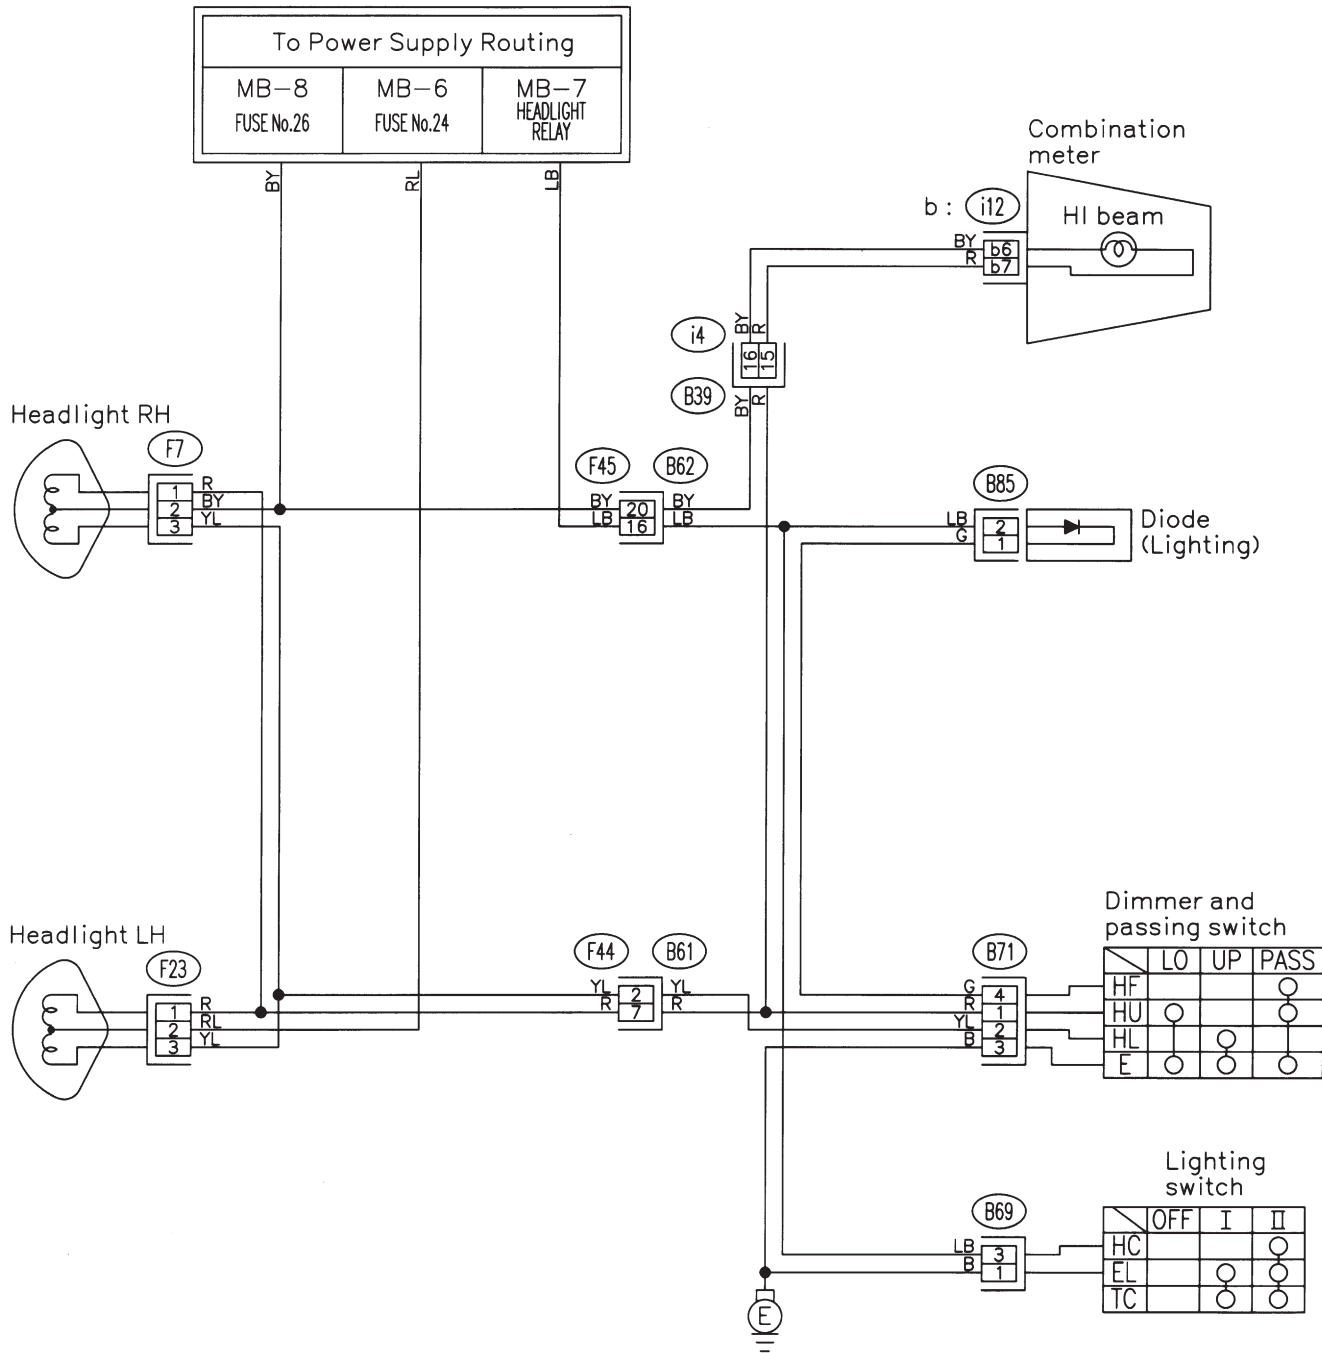 To Power Supply Routing
MB-8 MB-6 MB-7
FUSE No.26 FUSE No.24 HEADLIGHT
RELAY
BY RL LB
Combination
meter
b : i12
HI beam
BY b6
R b7
i4
BY R
16 15
B39
BY R
Headlight RH
F7
1 R
2 BY
3 YL
F45 B62
BY 20 BY
LB 16 LB
B85
LB 2
G 1
Diode
(Lighting)
Headlight LH
F23
1 R
2 RL
3 YL
F44 B61
YL 2 YL
R 7 R
B71
G 4
R 1
YL 2
B 3
Dimmer and
passing switch
LO UP PASS
HF
HU
HL
E
Lighting
switch
B69
LB 3
B 1
OFF I II
HC
EL
TC
E